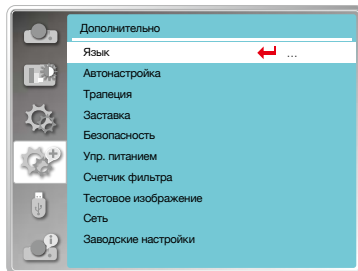 Дополнительно
Язык ...
Автонастройка
Трапеция
Заставка
Безопасность
Упр. питанием
Счетчик фильтра
Тестовое изображение
Сеть
Заводские настройки